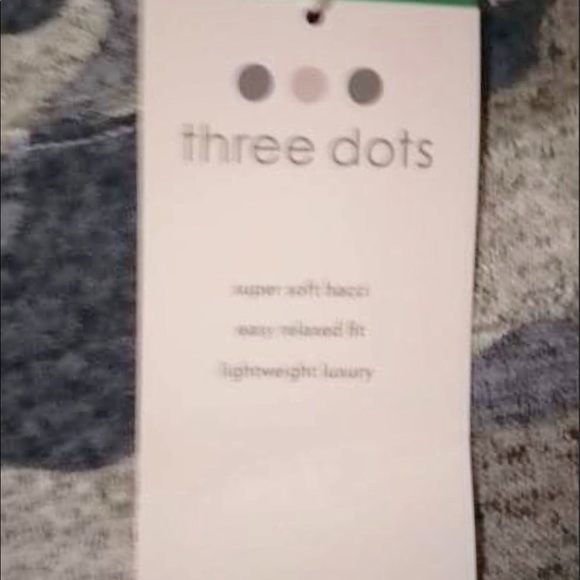 three dots
super soft hacci
easy relaxed fit
lightweight luxury